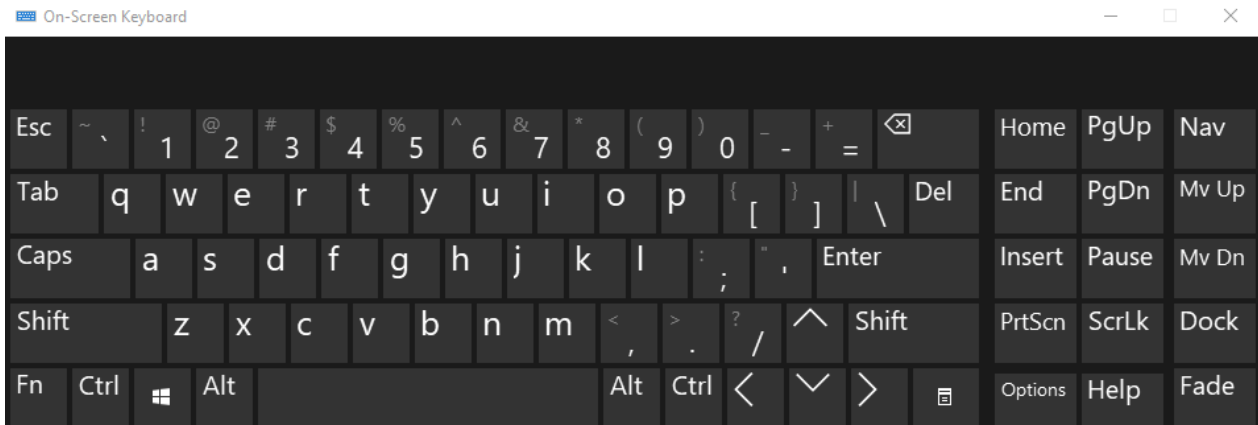 On-Screen Keyboard
Esc ~ ` ! 1 @ 2 # 3 $ 4 % 5 ^ 6 & 7 * 8 ( 9 ) 0 _ - + = Home PgUp Nav
Tab q w e r t y u i o p { [ } ] | \ Del End PgDn Mv Up
Caps a s d f g h j k l : ; " ' Enter Insert Pause Mv Dn
Shift z x c v b n m < , > . ? / Shift PrtScn ScrLk Dock
Fn Ctrl Alt Alt Ctrl Options Help Fade